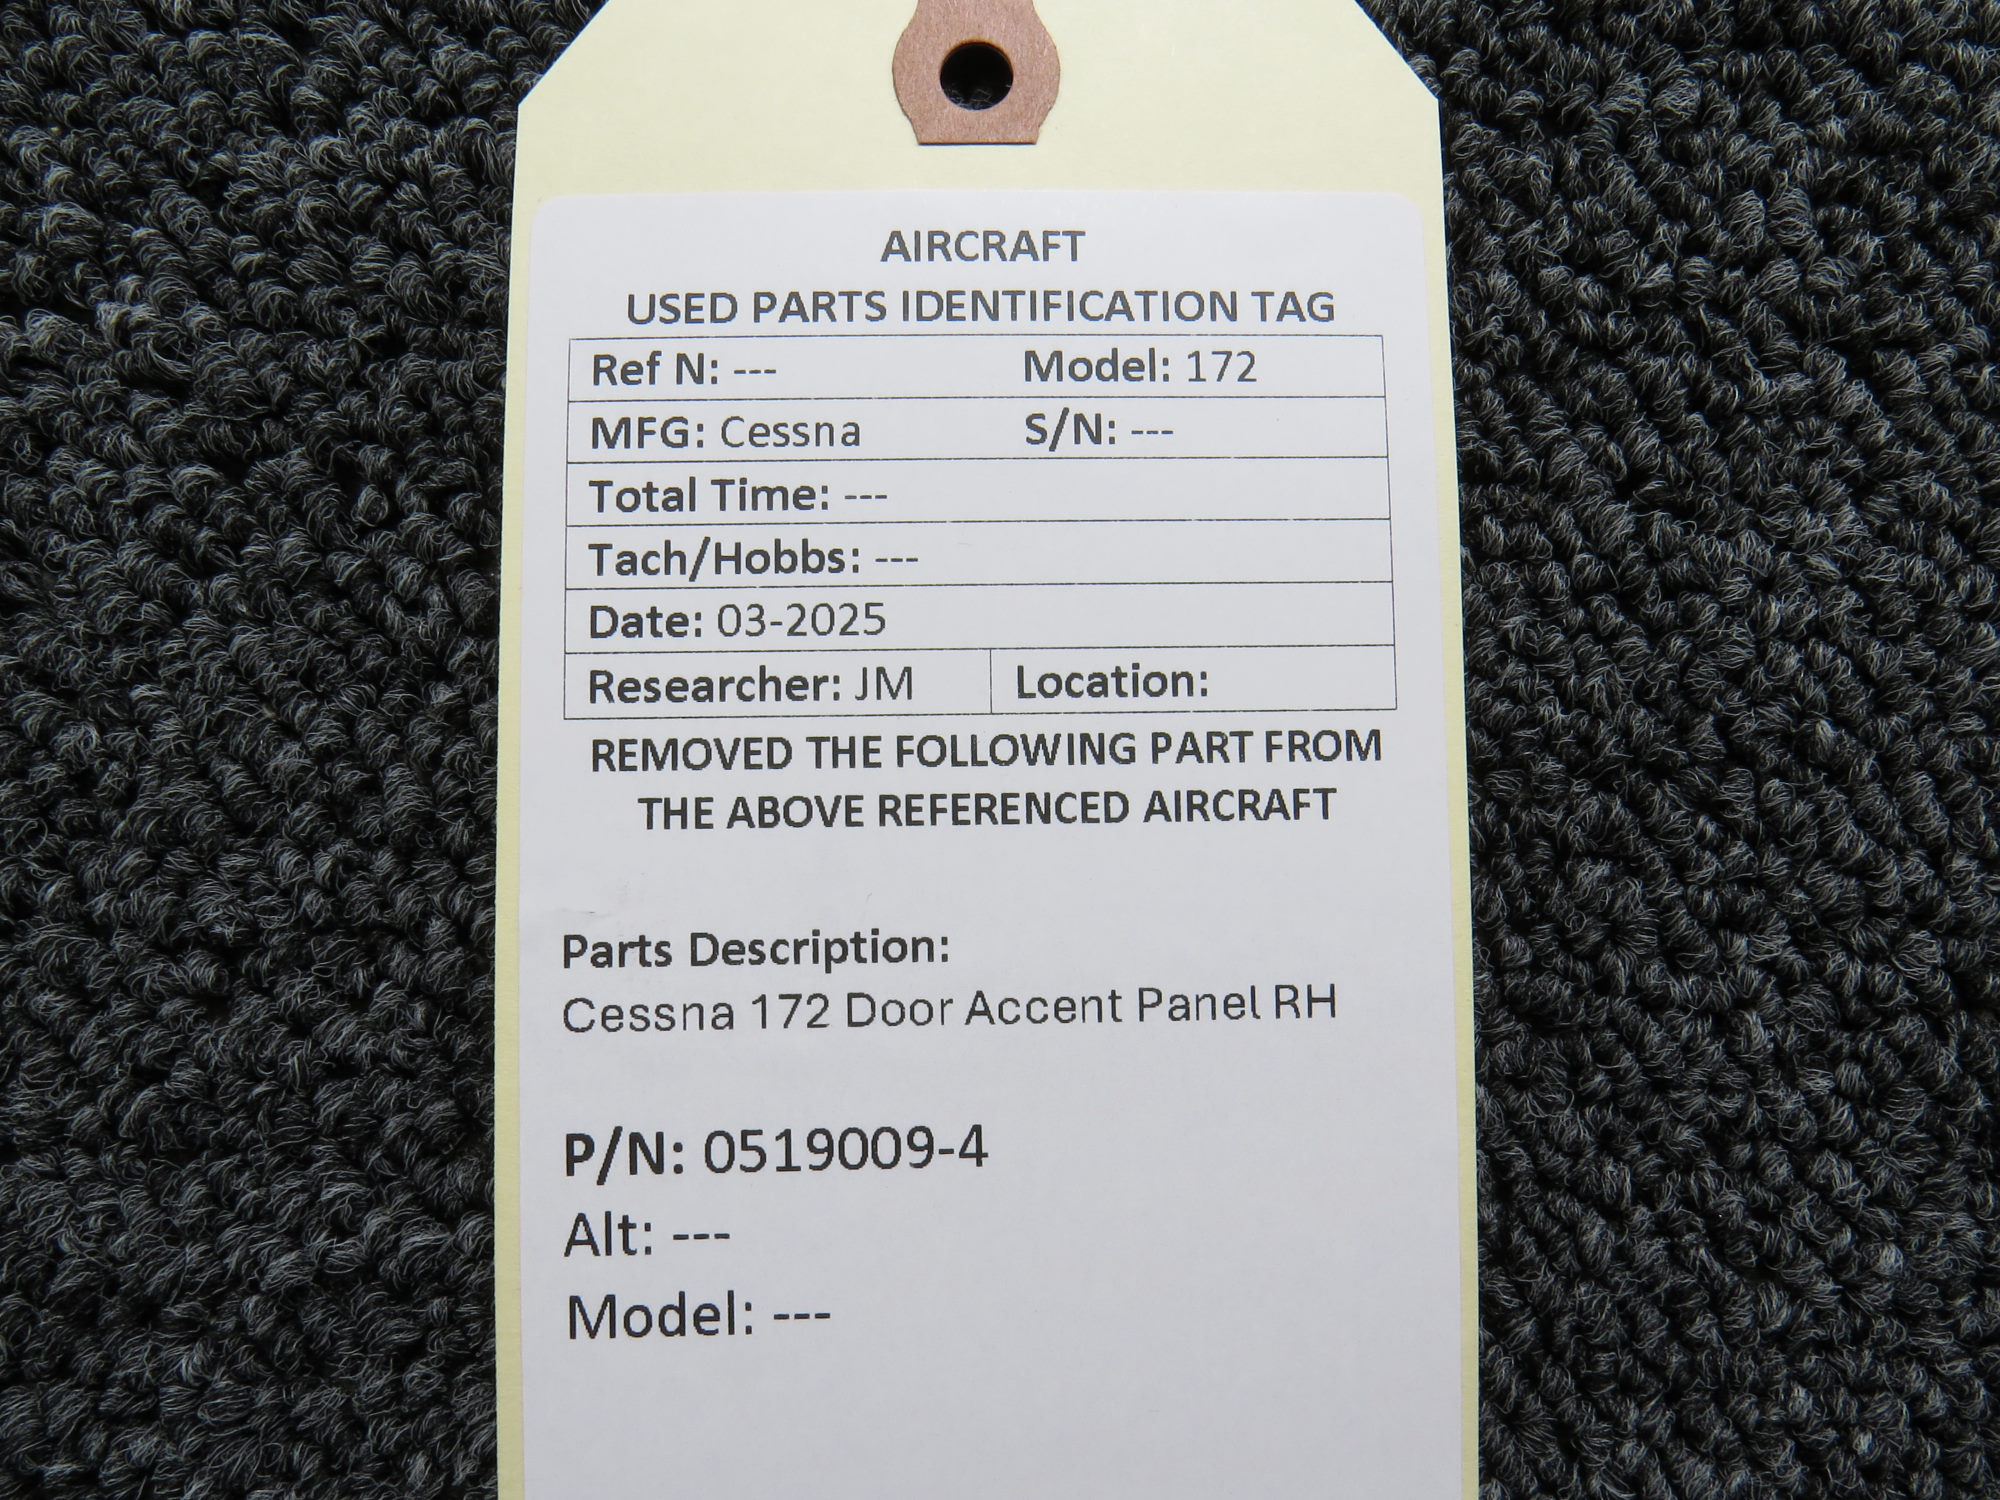 AIRCRAFT
USED PARTS IDENTIFICATION TAG
Ref N: --- Model: 172
MFG: Cessna S/N: ---
Total Time: ---
Tach/Hobbs: ---
Date: 03-2025
Researcher: JM Location:
REMOVED THE FOLLOWING PART FROM
THE ABOVE REFERENCED AIRCRAFT
Parts Description:
Cessna 172 Door Accent Panel RH
P/N: 0519009-4
Alt: ---
Model: ---